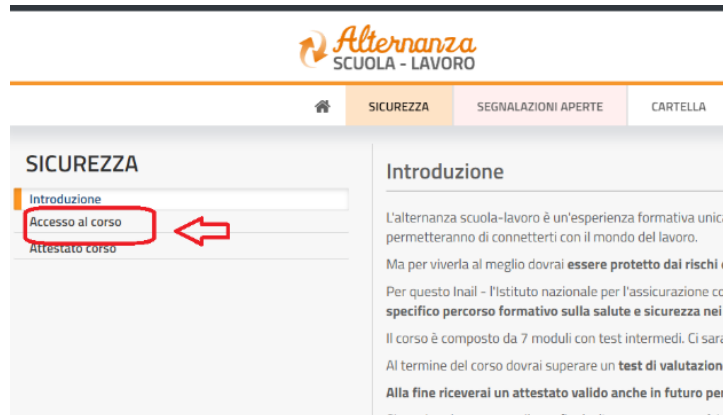 Alternanza
SCUOLA - LAVORO
SICUREZZA
SEGNALAZIONI APERTE
CARTELLA
SICUREZZA
Introduzione
Accesso al corso
Attestato corso
Introduzione
L'alternanza scuola-lavoro è un'esperienza formativa
permetteranno di connetterti con il mondo del lavoro.
Ma per viverla al meglio dovrai essere protetto dai rischi
Per questo Inail - l'Istituto nazionale per l'assicurazione
specifico percorso formativo sulla salute e sicurezza nei
Il corso è composto da 7 moduli con test intermedi. Ci
Al termine del corso dovrai superare un test di
Alla fine riceverai un attestato valido anche in futuro